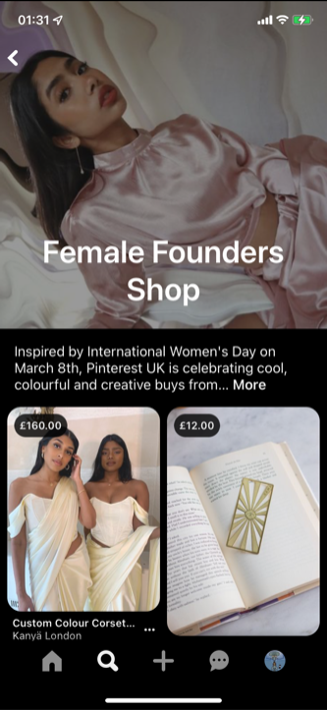 01:31
Female Founders
Shop
Inspired by International Women's Day on
March 8th, Pinterest UK is celebrating cool,
colourful and creative buys from... More
£160.00
£12.00
Custom Colour Corset...
Kanyä London